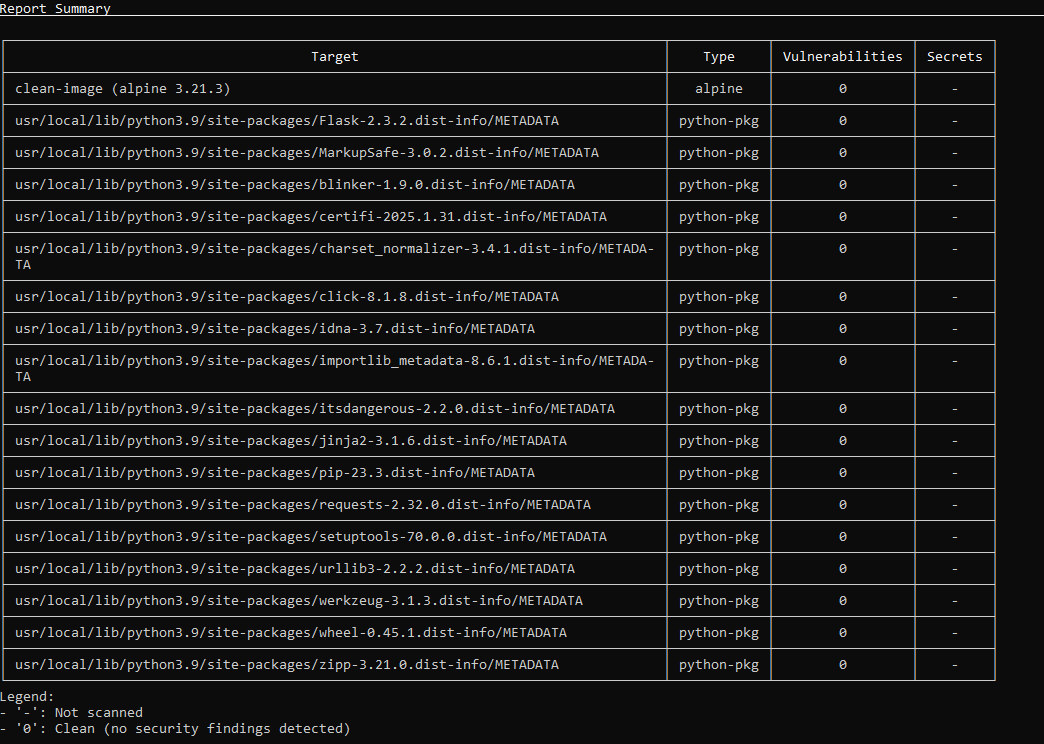 Report Summary
Target Type Vulnerabilities Secrets
clean-image (alpine 3.21.3) alpine 0 -
usr/local/lib/python3.9/site-packages/Flask-2.3.2.dist-info/METADATA python-pkg 0 -
usr/local/lib/python3.9/site-packages/MarkupSafe-3.0.2.dist-info/METADATA python-pkg 0 -
usr/local/lib/python3.9/site-packages/blinker-1.9.0.dist-info/METADATA python-pkg 0 -
usr/local/lib/python3.9/site-packages/certifi-2025.1.31.dist-info/METADATA python-pkg 0 -
usr/local/lib/python3.9/site-packages/charset_normalizer-3.4.1.dist-info/METADA- python-pkg 0 -
TA
usr/local/lib/python3.9/site-packages/click-8.1.8.dist-info/METADATA python-pkg 0 -
usr/local/lib/python3.9/site-packages/idna-3.7.dist-info/METADATA python-pkg 0 -
usr/local/lib/python3.9/site-packages/importlib_metadata-8.6.1.dist-info/METADA- python-pkg 0 -
TA
usr/local/lib/python3.9/site-packages/itsdangerous-2.2.0.dist-info/METADATA python-pkg 0 -
usr/local/lib/python3.9/site-packages/jinja2-3.1.6.dist-info/METADATA python-pkg 0 -
usr/local/lib/python3.9/site-packages/pip-23.3.dist-info/METADATA python-pkg 0 -
usr/local/lib/python3.9/site-packages/requests-2.32.0.dist-info/METADATA python-pkg 0 -
usr/local/lib/python3.9/site-packages/setuptools-70.0.0.dist-info/METADATA python-pkg 0 -
usr/local/lib/python3.9/site-packages/urllib3-2.2.2.dist-info/METADATA python-pkg 0 -
usr/local/lib/python3.9/site-packages/werkzeug-3.1.3.dist-info/METADATA python-pkg 0 -
usr/local/lib/python3.9/site-packages/wheel-0.45.1.dist-info/METADATA python-pkg 0 -
usr/local/lib/python3.9/site-packages/zipp-3.21.0.dist-info/METADATA python-pkg 0 -
Legend:
- '-': Not scanned
- '0': Clean (no security findings detected)